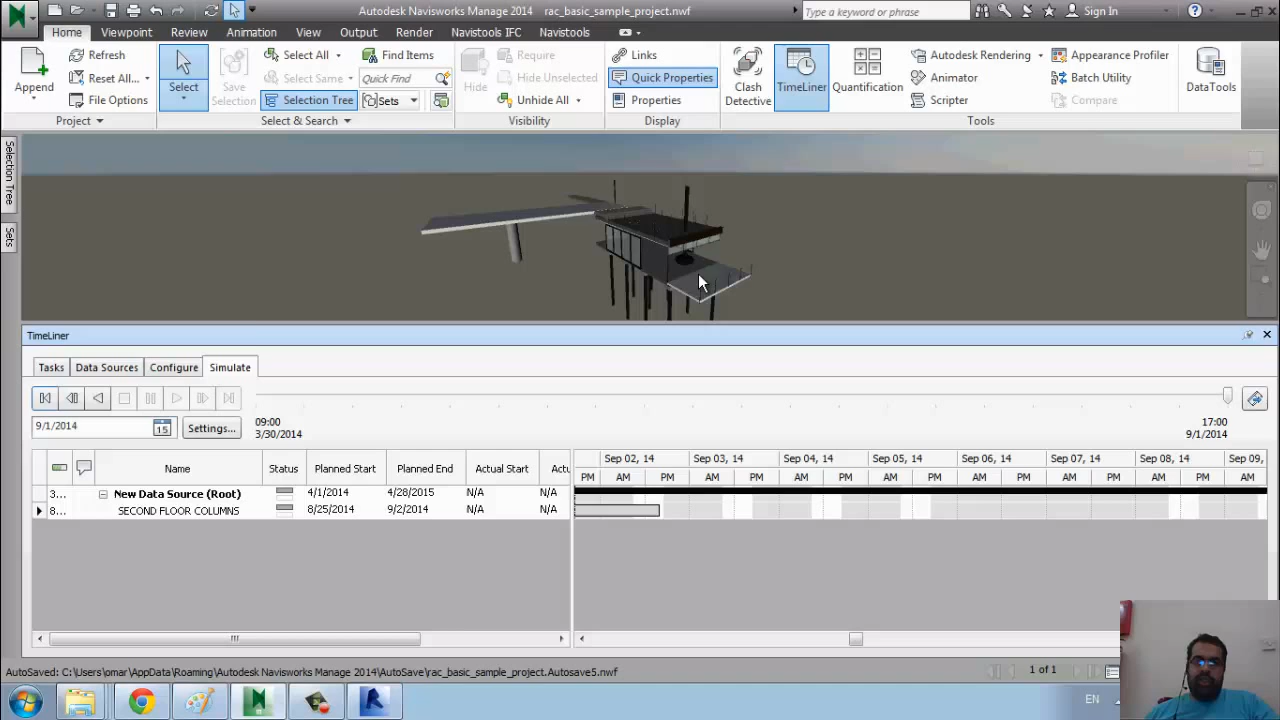 Autodesk Navisworks Manage 2014 rac_basic_sample_project.nwf
Type a keyword or phrase
Sign In
Home Viewpoint Review Animation View Output Render Navistools IFC Navistools
Append
Refresh
Reset All...
File Options
Project
Select
Save Selection
Select All
Select Same
Selection Tree
Find Items
Quick Find
Sets
Select & Search
Hide
Require
Hide Unselected
Unhide All
Visibility
Links
Quick Properties
Properties
Display
Clash Detective
TimeLiner
Quantification
Autodesk Rendering
Animator
Scripter
Appearance Profiler
Batch Utility
Compare
DataTools
Tools
Selection Tree
Sets
TimeLiner
Tasks Data Sources Configure Simulate
9/1/2014
15
Settings...
09:00
3/30/2014
17:00
9/1/2014
Name Status Planned Start Planned End Actual Start Actu
3... New Data Source (Root) 4/1/2014 4/28/2015 N/A N/A
8... SECOND FLOOR COLUMNS 8/25/2014 9/2/2014 N/A N/A
Sep 02, 14 Sep 03, 14 Sep 04, 14 Sep 05, 14 Sep 06, 14 Sep 07, 14 Sep 08, 14 Sep 09,
PM AM PM AM PM AM PM AM PM AM PM AM PM AM PM AM
AutoSaved: C:\Users\omar\AppData\Roaming\Autodesk Navisworks Manage 2014\AutoSave\rac_basic_sample_project.Autosave5.nwf
1 of 1
EN